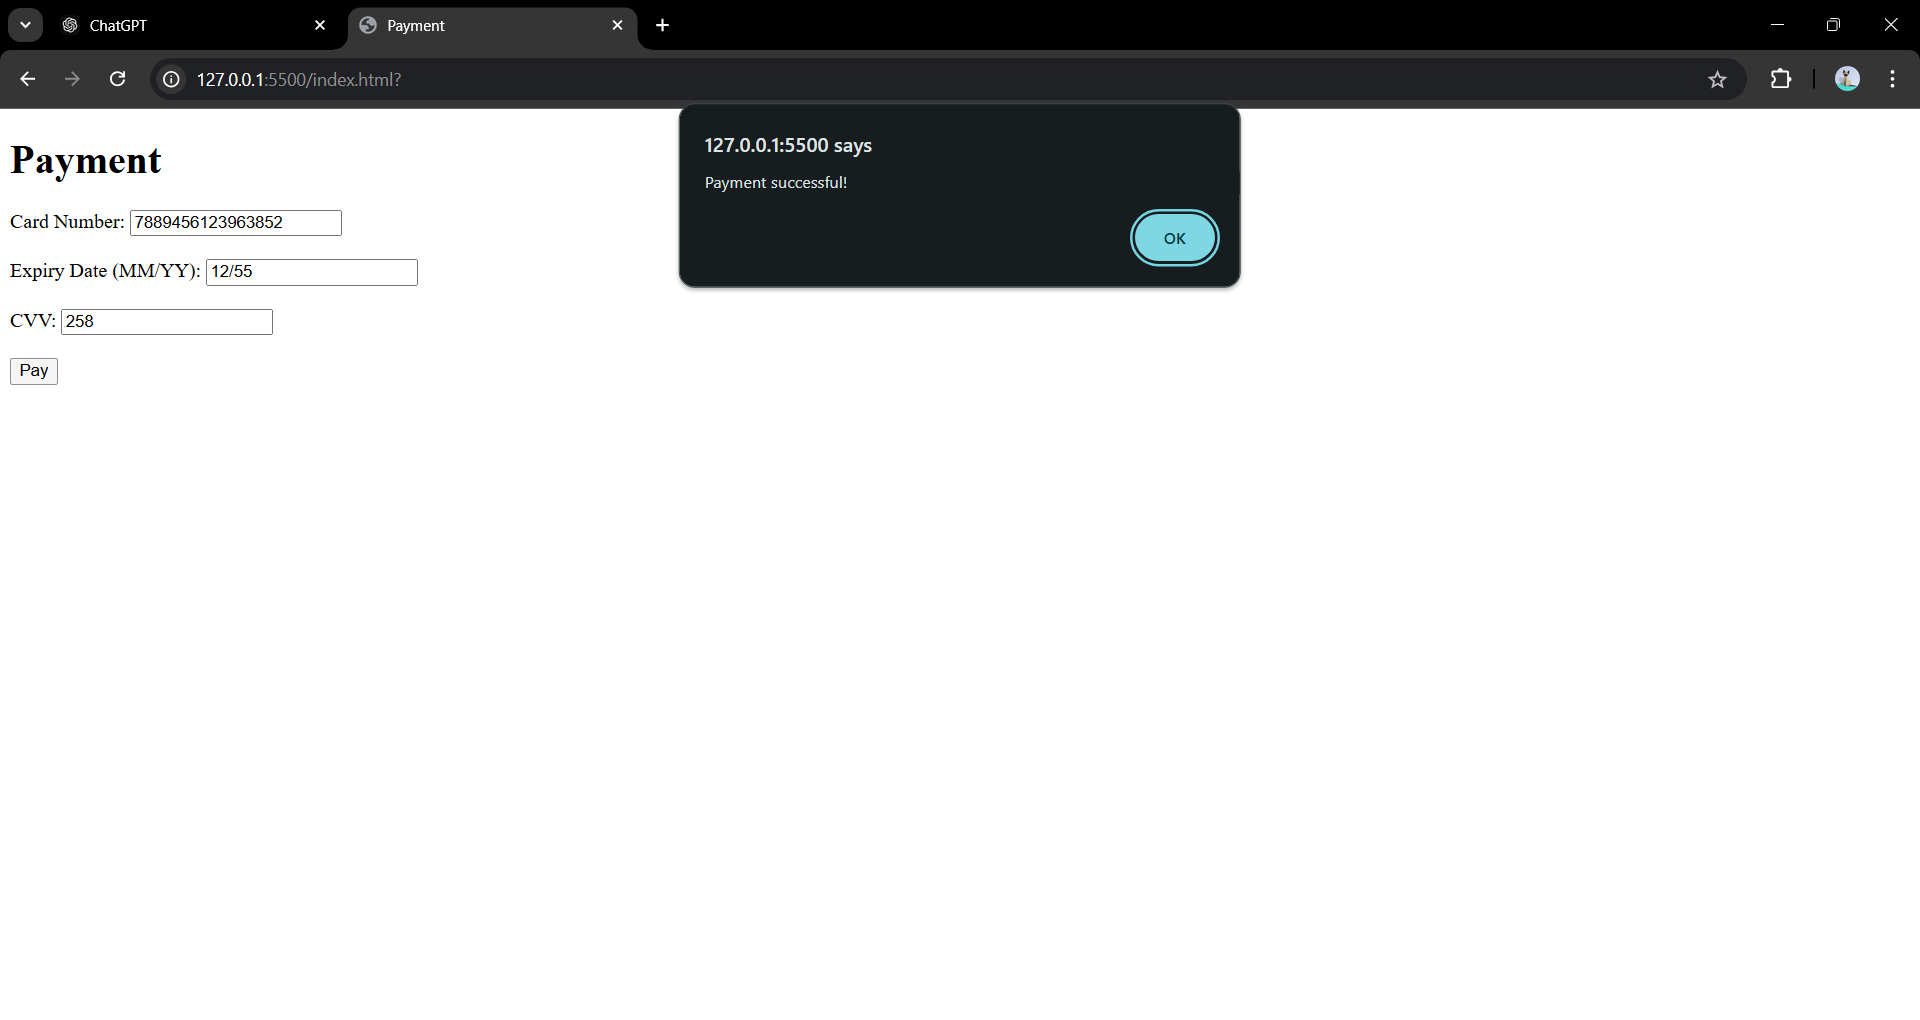 ChatGPT
Payment
127.0.0.1:5500/index.html?
127.0.0.1:5500 says
Payment successful!
OK
Payment
Card Number: 7889456123963852
Expiry Date (MM/YY): 12/55
CVV: 258
Pay